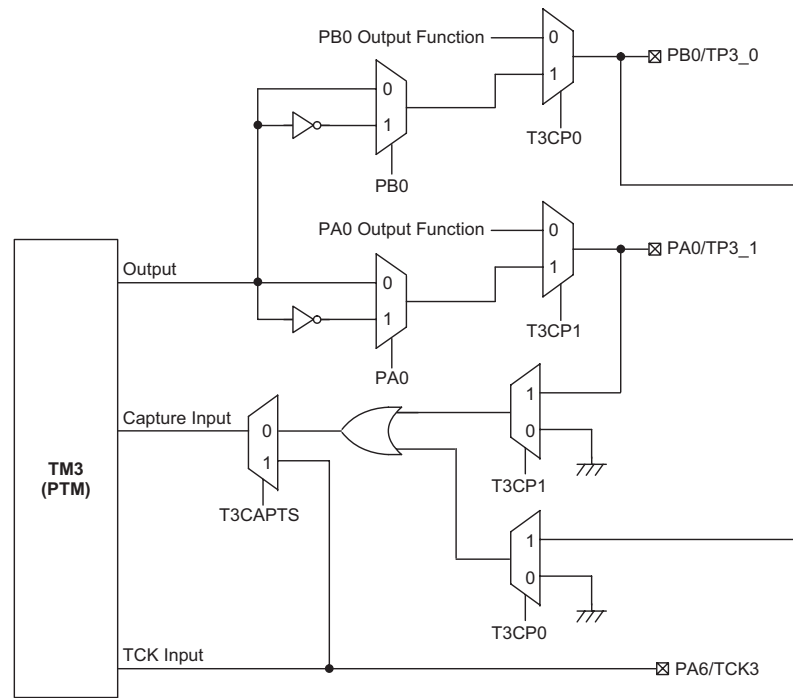 PB0 Output Function
0
1
PB0/TP3_0
0
1
T3CP0
PB0
PA0 Output Function
0
1
PA0/TP3_1
Output
0
1
T3CP1
PA0
1
0
Capture Input
0
1
TM3
(PTM)
T3CP1
T3CAPTS
1
0
T3CP0
TCK Input
PA6/TCK3